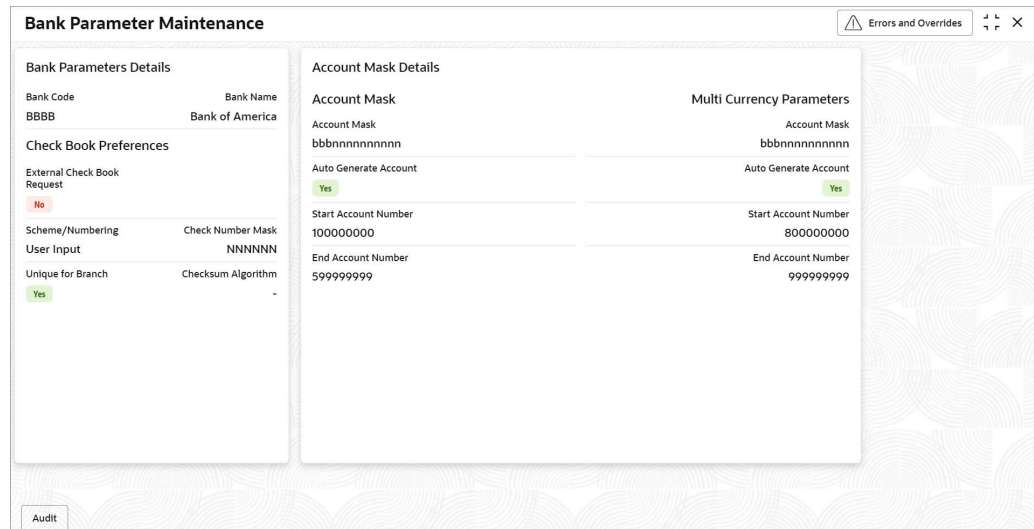 Bank Parameter Maintenance
Errors and Overrides
Bank Parameters Details
Bank Code Bank Name
BBBB Bank of America
Check Book Preferences
External Check Book
Request
No
Scheme/Numbering Check Number Mask
User Input NNNNNN
Unique for Branch Checksum Algorithm
Yes -
Account Mask Details
Account Mask Multi Currency Parameters
Account Mask Account Mask
bbbnnnnnnnnnn bbbnnnnnnnnnn
Auto Generate Account Auto Generate Account
Yes Yes
Start Account Number Start Account Number
100000000 800000000
End Account Number End Account Number
599999999 999999999
Audit